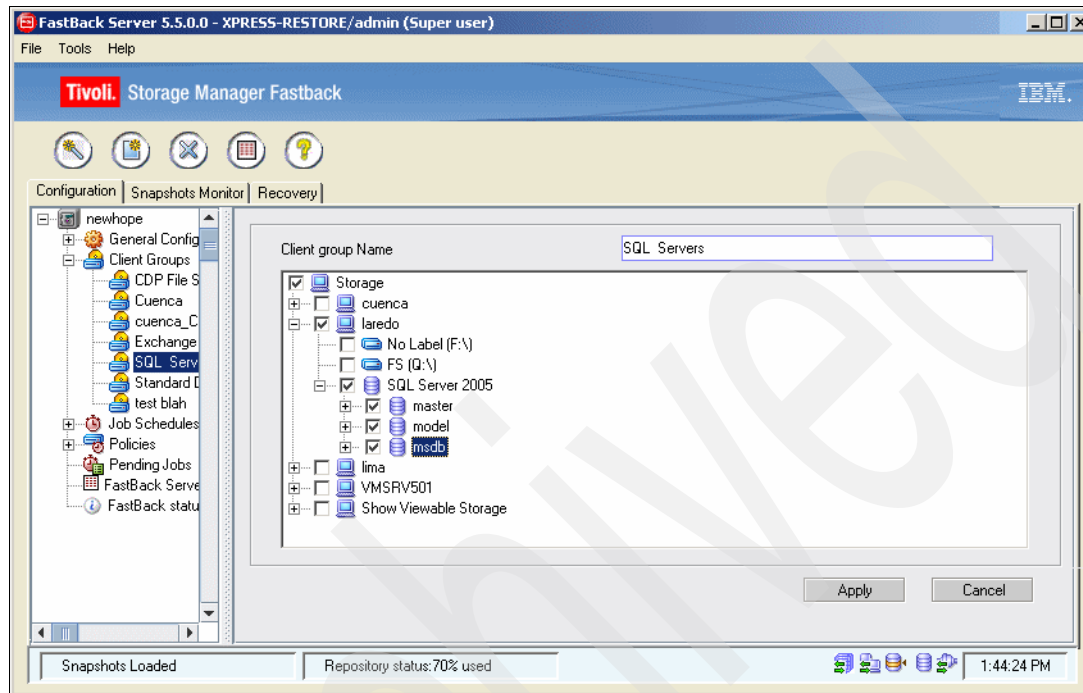 FastBack Server 5.5.0.0 - XPRESS-RESTORE/admin (Super user)
File Tools Help
Tivoli. Storage Manager Fastback
IBM.
Configuration Snapshots Monitor Recovery
newhope
General Config
Client Groups
CDP File S
Cuenca
cuenca_C
Exchange
SQL Serv
Standard D
test blah
Job Schedules
Policies
Pending Jobs
FastBack Serve
FastBack statu
Client group Name
SQL Servers
Storage
cuenca
laredo
No Label (F:\)
FS (Q:\)
SQL Server 2005
master
model
msdb
lima
VMSRV501
Show Viewable Storage
Apply Cancel
Snapshots Loaded
Repository status:70% used
1:44:24 PM